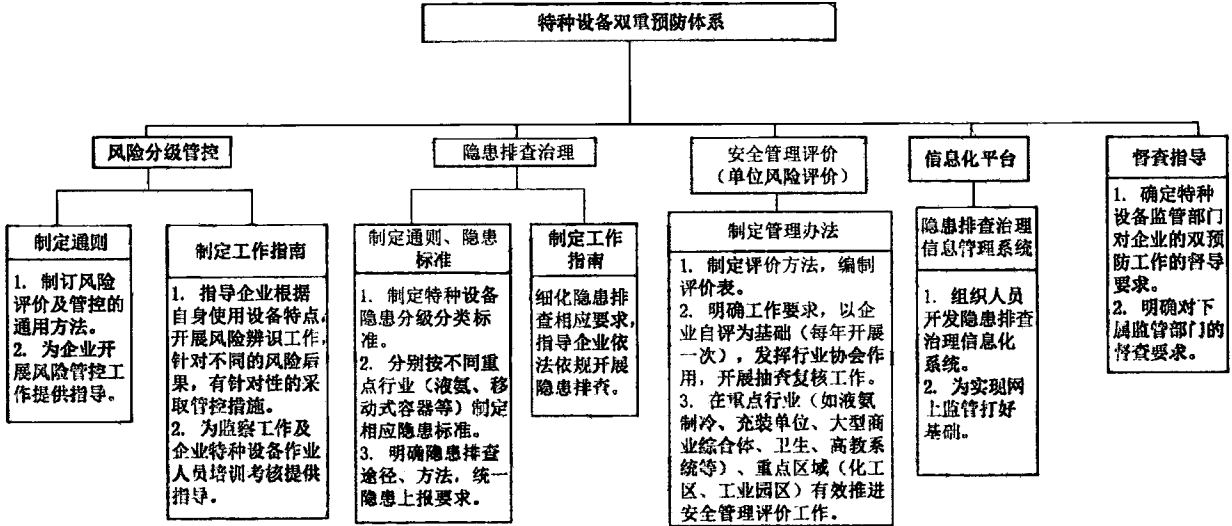 特种设备双重预防体系
风险分级管控
隐患排查治理
安全管理评价
（单位风险评价）
信息化平台
督查指导
制定通则
1. 制订风险
评价及管控的
通用方法。
2. 为企业开
展风险管控工
作提供指导。
制定工作指南
1. 指导企业根据
自身使用设备特点，
开展风险辨识工作，
针对不同的风险后
果，有针对性的采
取管控措施。
2. 为监察工作及
企业特种设备作业
人员培训考核提供
指导。
制定通则、隐患
标准
1. 制定特种设备
隐患分级分类标
准。
2. 分别按不同重
点行业（液氨、移
动式容器等）制定
相应隐患标准。
3. 明确隐患排查
途径、方法，统一
隐患上报要求。
制定工作
指南
细化隐患排
查相应要求，
指导企业依
法依规开展
隐患排查。
制定管理办法
1. 制定评价方法，编制
评价表。
2. 明确工作要求，以企
业自评为基础（每年开展
一次），发挥行业协会作
用，开展抽查复核工作。
3. 在重点行业（如液氨
制冷、充装单位、大型商
业综合体、卫生、高教系
统等）、重点区域（化工
区、工业园区）有效推进
安全管理评价工作。
隐患排查治理
信息管理系统
1. 组织人员
开发隐患排查
治理信息化
系统。
2. 为实现网
上监管打好
基础。
1. 确定特种
设备监管部门
对企业的双预
防工作的督导
要求。
2. 明确对下
属监管部门的
督查要求。